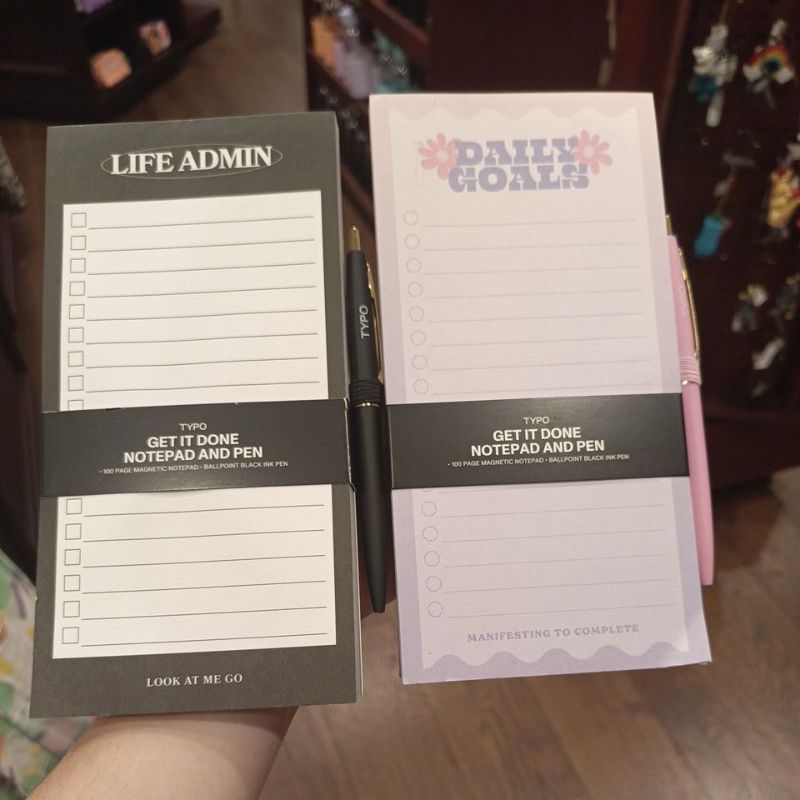 LIFE ADMIN
TYPO
TYPO
GET IT DONE
NOTEPAD AND PEN
• 100 PAGE MAGNETIC NOTEPAD • BALLPOINT BLACK INK PEN
LOOK AT ME GO
DAILY
GOALS
TYPO
TYPO
GET IT DONE
NOTEPAD AND PEN
• 100 PAGE MAGNETIC NOTEPAD • BALLPOINT BLACK INK PEN
MANIFESTING TO COMPLETE